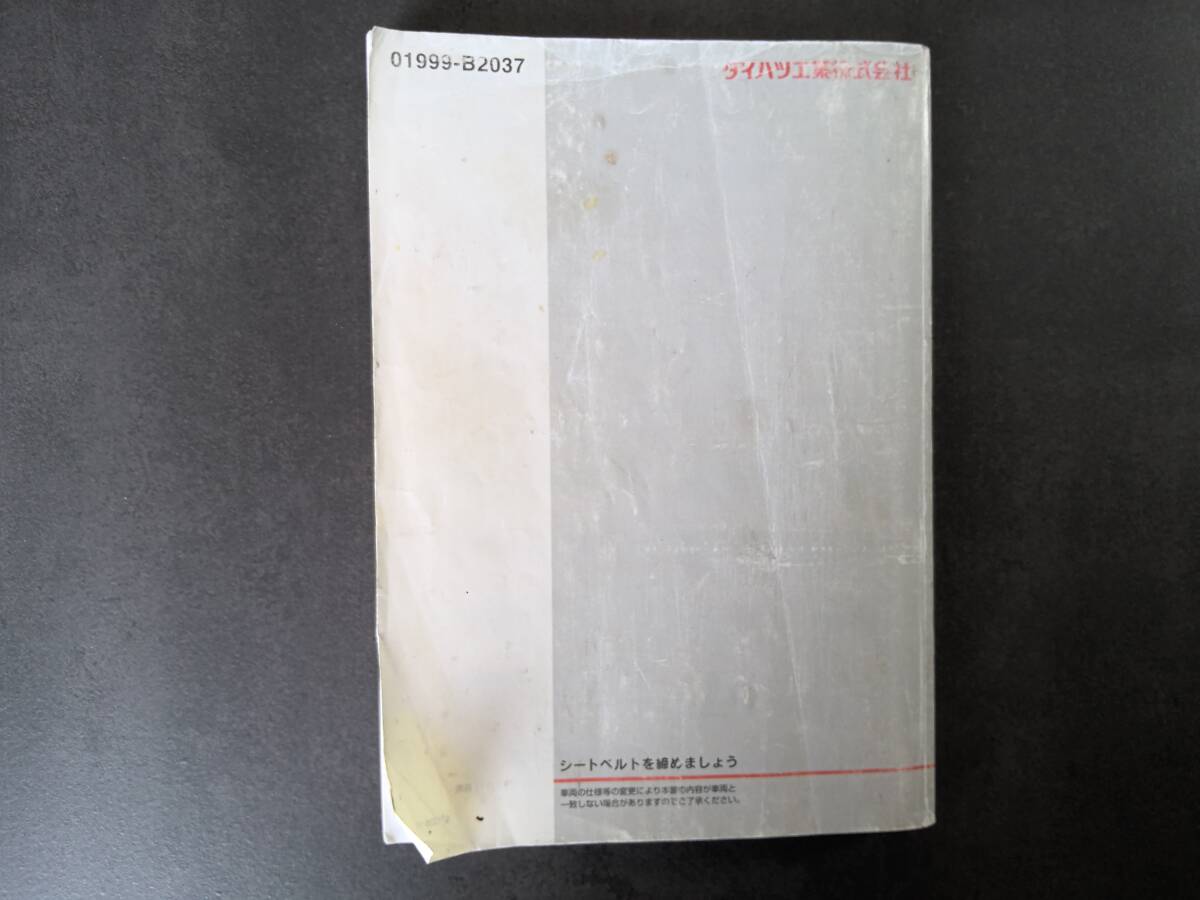 01999-B2037
ダイハツ工業株式会社
シートベルトを締めましょう
車両の仕様等の変更により本書の内容が車両と
一致しない場合がありますのでご了承ください。